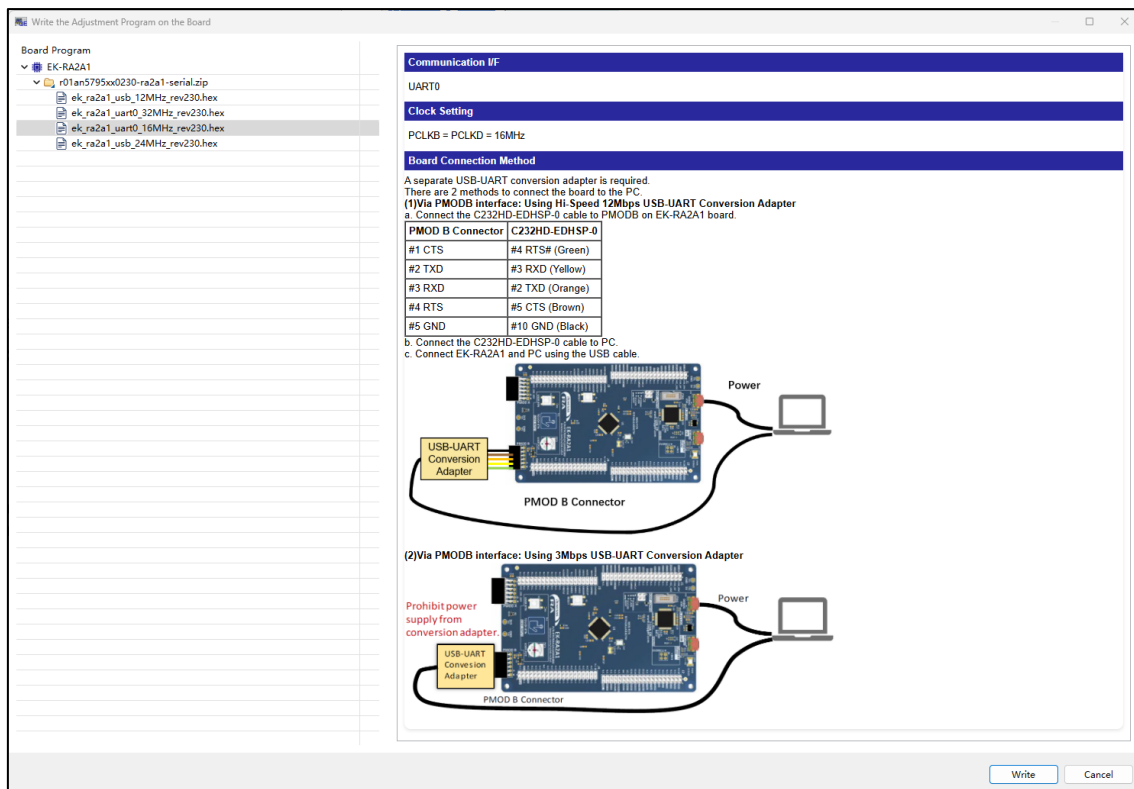 Write the Adjustment Program on the Board
Board Program
EK-RA2A1
r01an5795xx0230-ra2a1-serial.zip
ek_ra2a1_usb_12MHz_rev230.hex
ek_ra2a1_uart0_32MHz_rev230.hex
ek_ra2a1_uart0_16MHz_rev230.hex
ek_ra2a1_usb_24MHz_rev230.hex
Communication I/F
UART0
Clock Setting
PCLKB = PCLKD = 16MHz
Board Connection Method
A separate USB-UART conversion adapter is required.
There are 2 methods to connect the board to the PC.
(1)Via PMODB interface: Using Hi-Speed 12Mbps USB-UART Conversion Adapter
a. Connect the C232HD-EDHSP-0 cable to PMODB on EK-RA2A1 board.
PMOD B Connector C232HD-EDHSP-0
#1 CTS #4 RTS# (Green)
#2 TXD #3 RXD (Yellow)
#3 RXD #2 TXD (Orange)
#4 RTS #5 CTS (Brown)
#5 GND #10 GND (Black)
b. Connect the C232HD-EDHSP-0 cable to PC.
c. Connect EK-RA2A1 and PC using the USB cable.
Power
USB-UART
Conversion
Adapter
EK-RA2A1
PMOD B Connector
(2)Via PMODB interface: Using 3Mbps USB-UART Conversion Adapter
Power
Prohibit power
supply from
conversion adapter.
EK-RA2A1
USB-UART
Convesion
Adapter
PMOD B Connector
Write
Cancel